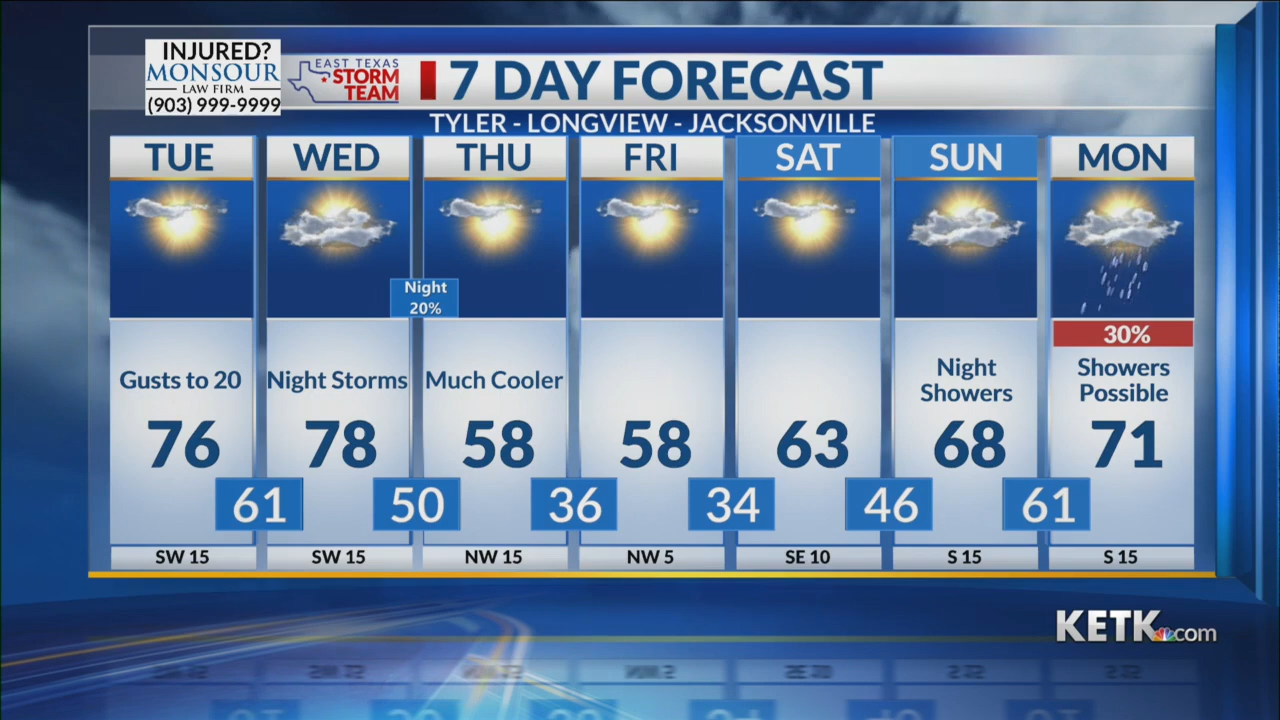 INJURED?
MONSOUR
LAW FIRM
(903) 999-9999
EAST TEXAS
STORM
TEAM
7 DAY FORECAST
TYLER - LONGVIEW - JACKSONVILLE
TUE WED THU FRI SAT SUN MON
Night
20%
30%
Gusts to 20
Night Storms
Much Cooler
Night
Showers
Showers
Possible
76 78 58 58 63 68 71
61 50 36 34 46 61
SW 15 SW 15 NW 15 NW 5 SE 10 S 15 S 15
KETK.com